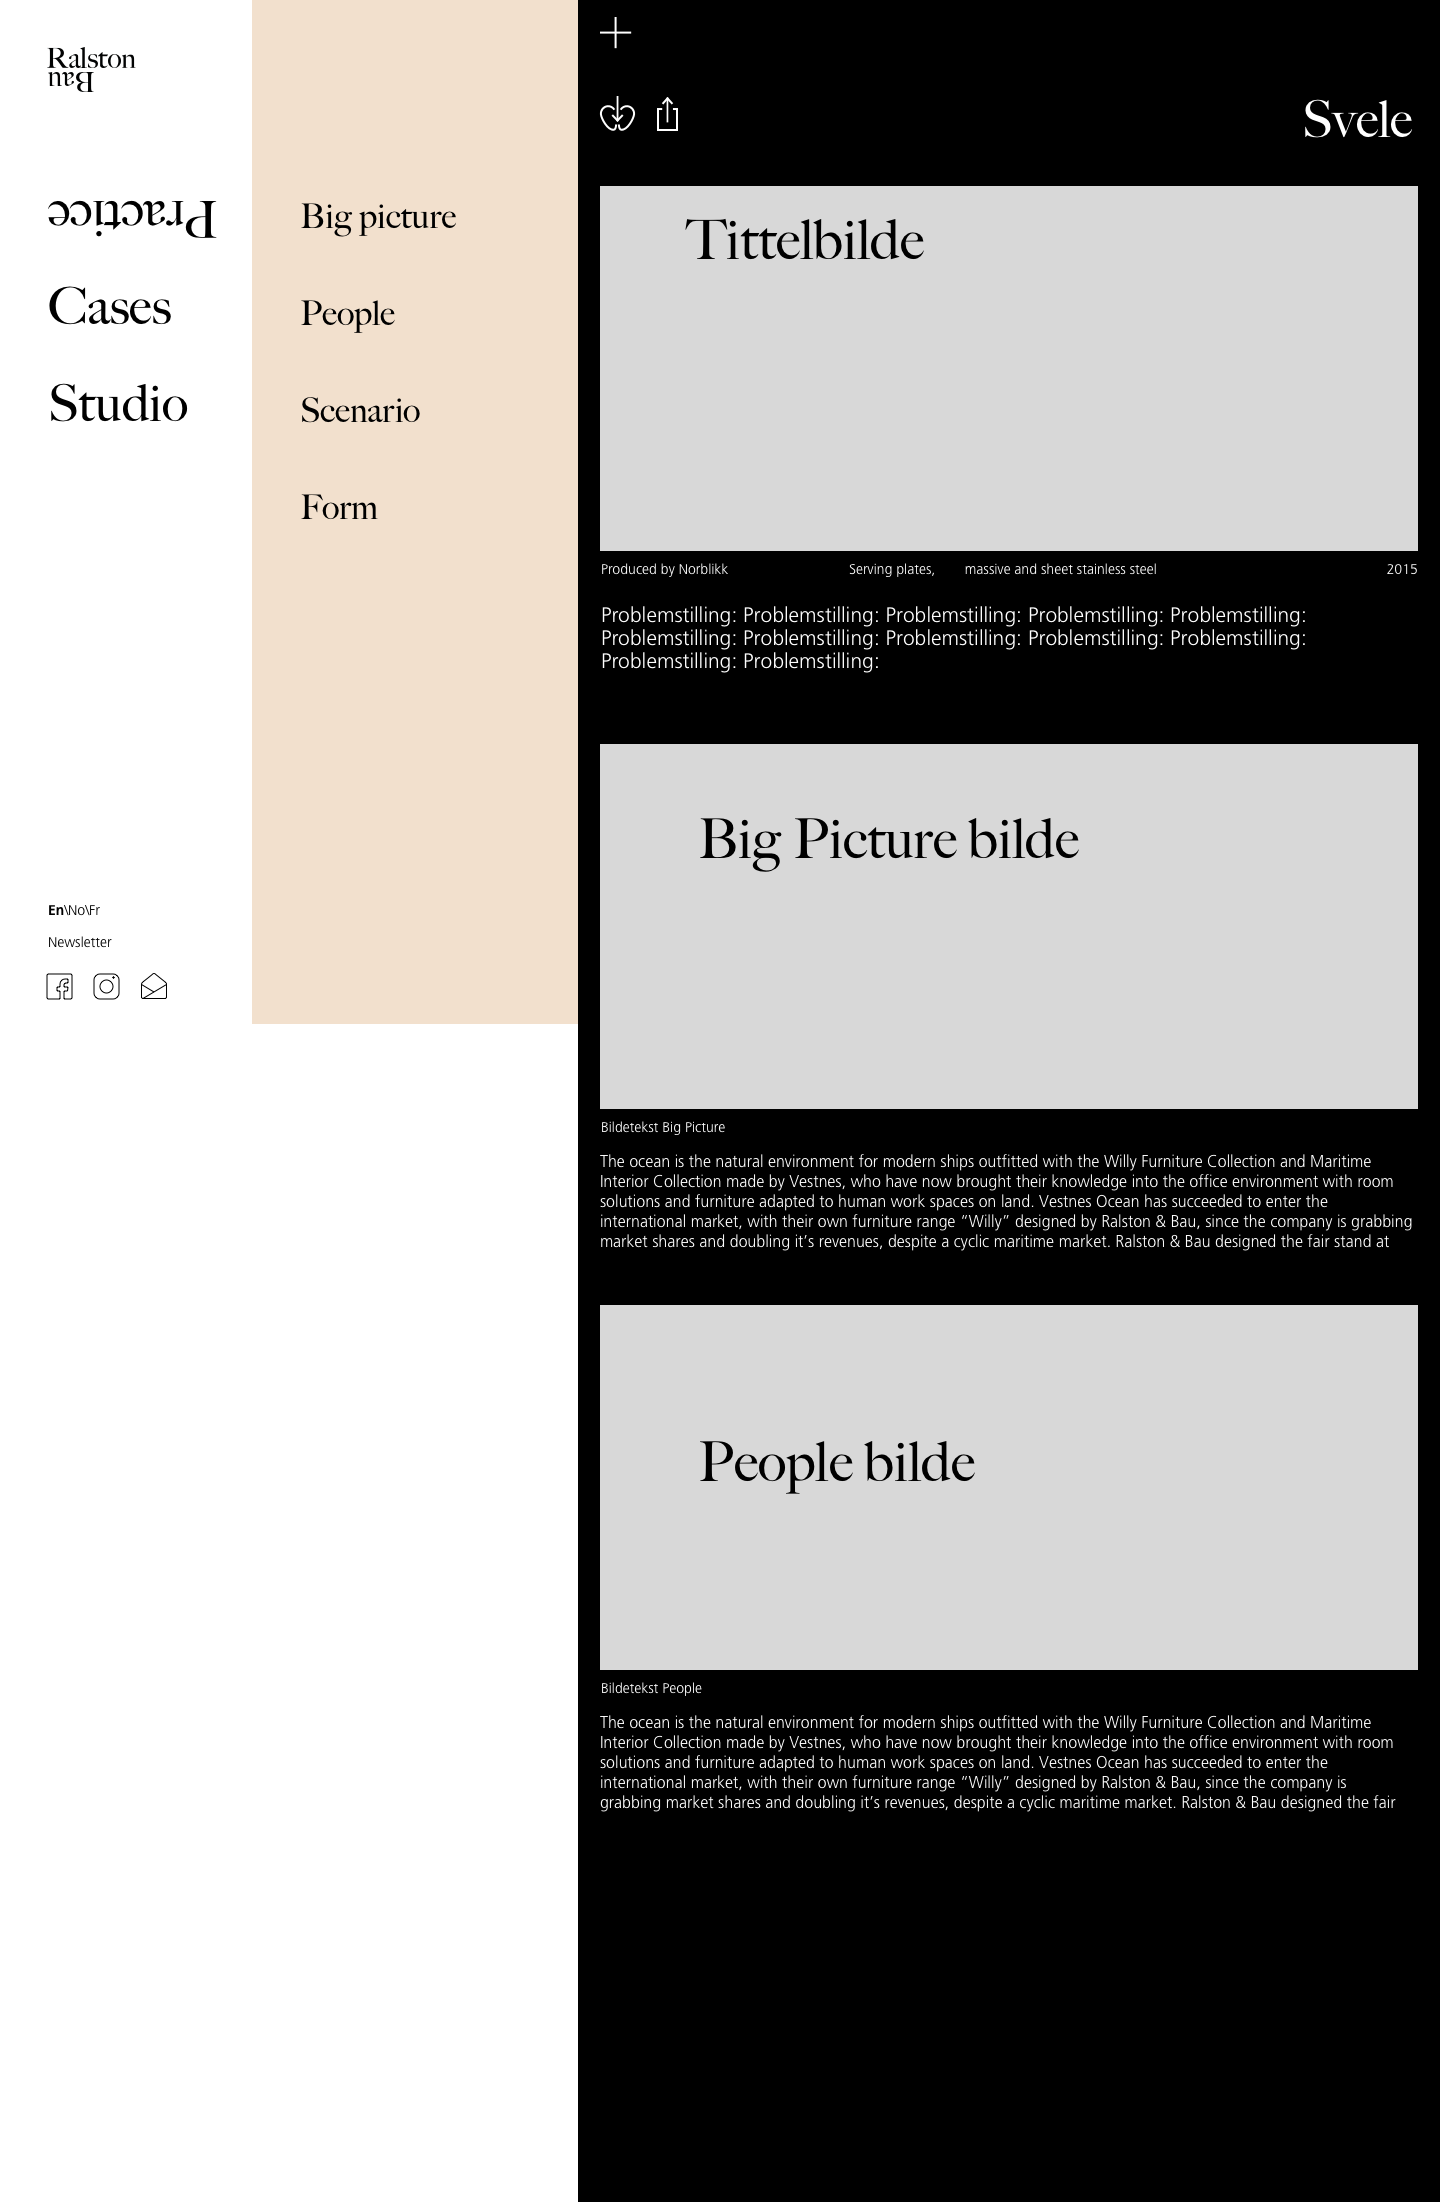 Ralston
Bau
Practice
Cases
Studio
En\No\Fr
Newsletter
Big picture
People
Scenario
Form
Svele
Tittelbilde
Produced by Norblikk Serving plates, massive and sheet stainless steel 2015
Problemstilling: Problemstilling: Problemstilling: Problemstilling: Problemstilling:
Problemstilling: Problemstilling: Problemstilling: Problemstilling: Problemstilling:
Problemstilling: Problemstilling:
Big Picture bilde
Bildetekst Big Picture
The ocean is the natural environment for modern ships outfitted with the Willy Furniture Collection and Maritime
Interior Collection made by Vestnes, who have now brought their knowledge into the office environment with room
solutions and furniture adapted to human work spaces on land. Vestnes Ocean has succeeded to enter the
international market, with their own furniture range “Willy” designed by Ralston & Bau, since the company is grabbing
market shares and doubling it’s revenues, despite a cyclic maritime market. Ralston & Bau designed the fair stand at
People bilde
Bildetekst People
The ocean is the natural environment for modern ships outfitted with the Willy Furniture Collection and Maritime
Interior Collection made by Vestnes, who have now brought their knowledge into the office environment with room
solutions and furniture adapted to human work spaces on land. Vestnes Ocean has succeeded to enter the
international market, with their own furniture range “Willy” designed by Ralston & Bau, since the company is
grabbing market shares and doubling it’s revenues, despite a cyclic maritime market. Ralston & Bau designed the fair